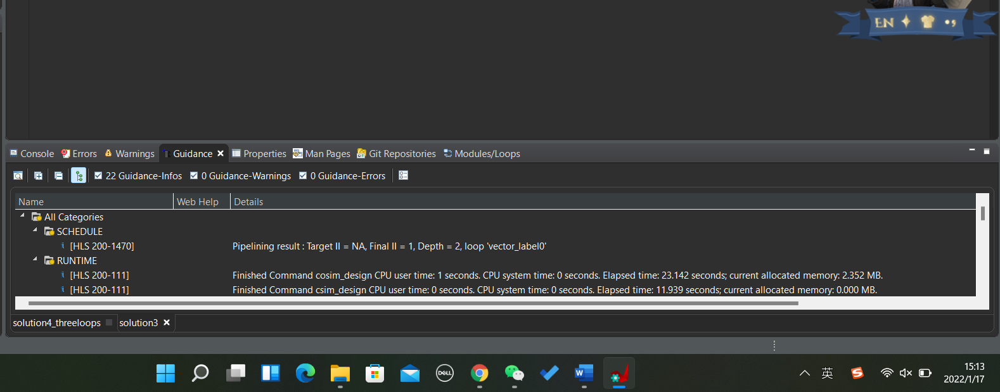 EN
Console Errors Warnings Guidance Properties Man Pages Git Repositories Modules/Loops
22 Guidance-Infos 0 Guidance-Warnings 0 Guidance-Errors
Name Web Help Details
All Categories
SCHEDULE
[HLS 200-1470] Pipelining result : Target II = NA, Final II = 1, Depth = 2, loop 'vector_label0'
RUNTIME
[HLS 200-111] Finished Command cosim_design CPU user time: 1 seconds. CPU system time: 0 seconds. Elapsed time: 23.142 seconds; current allocated memory: 2.352 MB.
[HLS 200-111] Finished Command csim_design CPU user time: 0 seconds. CPU system time: 0 seconds. Elapsed time: 11.939 seconds; current allocated memory: 0.000 MB.
solution4_threeloops solution3
DELL W 英 S 15:13
2022/1/17